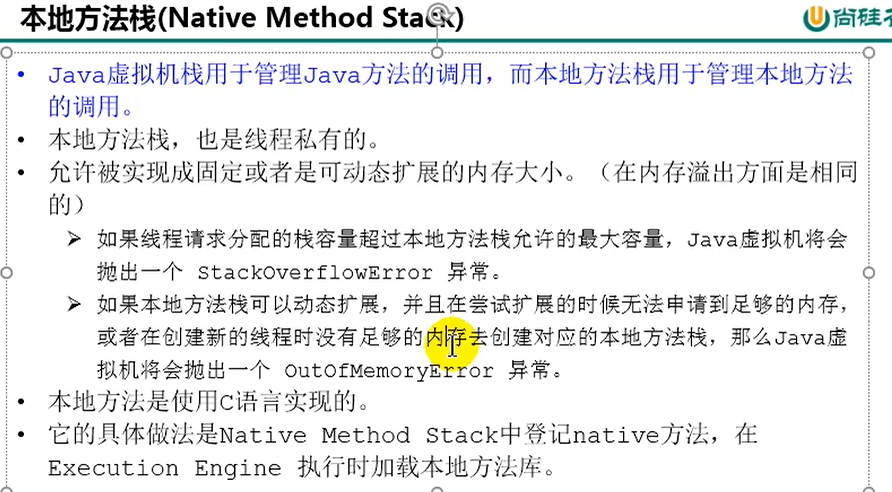 本地方法栈(Native Method Stack)
尚硅谷
• Java虚拟机栈用于管理Java方法的调用，而本地方法栈用于管理本地方法
的调用。
• 本地方法栈，也是线程私有的。
• 允许被实现成固定或者是可动态扩展的内存大小。（在内存溢出方面是相同
的）
➢ 如果线程请求分配的栈容量超过本地方法栈允许的最大容量，Java虚拟机将会
抛出一个 StackOverflowError 异常。
➢ 如果本地方法栈可以动态扩展，并且在尝试扩展的时候无法申请到足够的内存，
或者在创建新的线程时没有足够的内存去创建对应的本地方法栈，那么Java虚
拟机将会抛出一个 OutOfMemoryError 异常。
• 本地方法是使用C语言实现的。
• 它的具体做法是Native Method Stack中登记native方法，在
Execution Engine 执行时加载本地方法库。